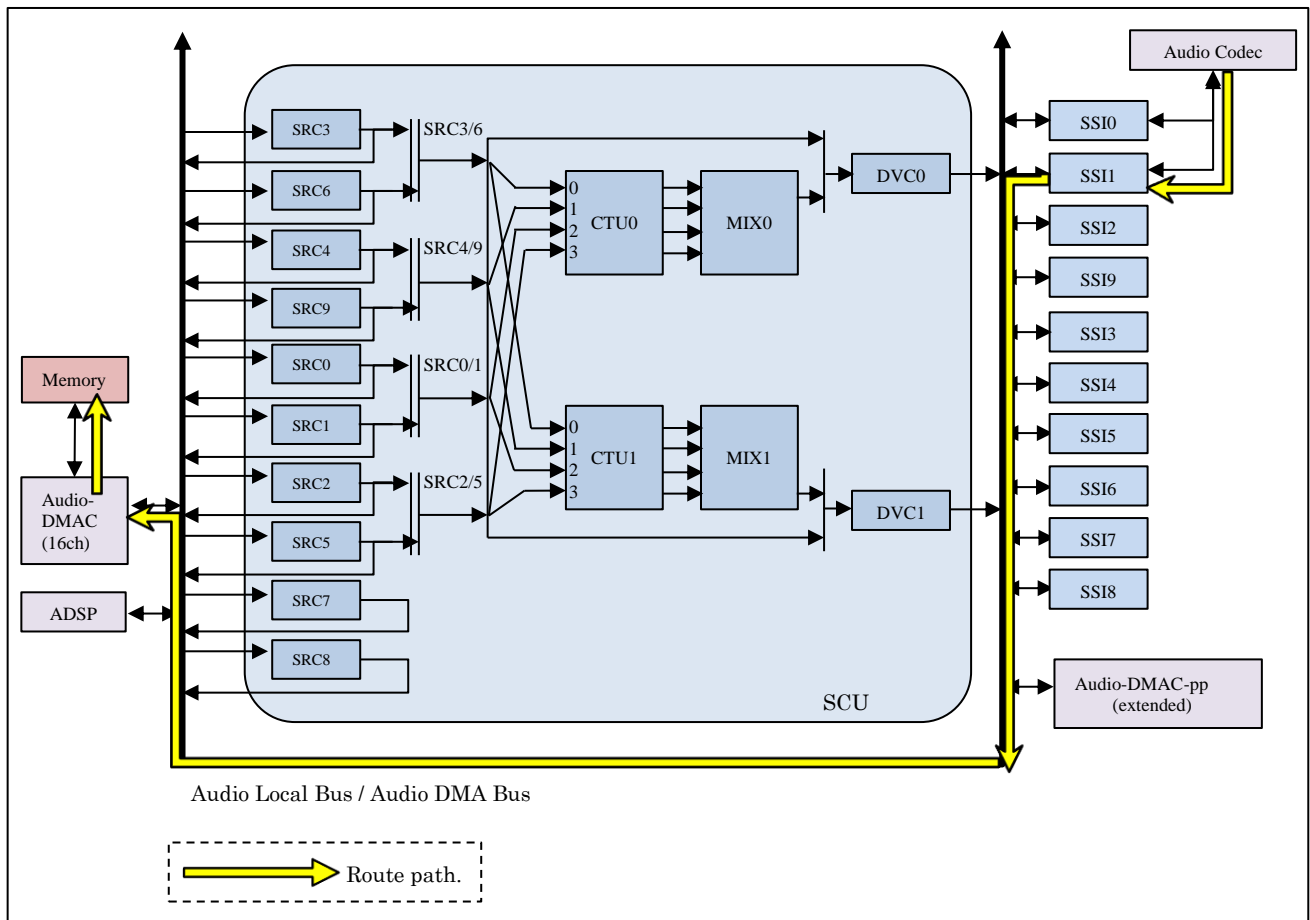 Audio Codec
SRC3
SRC3/6
SSI0
SRC6
DVC0
SSI1
0
1
2
3
CTU0
MIX0
SSI2
SRC4
SRC4/9
SSI9
SRC9
SSI3
SRC0
SRC0/1
Memory
SSI4
SRC1
0
1
2
3
CTU1
MIX1
SSI5
SRC2
SRC2/5
SSI6
Audio-
DMAC
(16ch)
DVC1
SRC5
SSI7
SRC7
SSI8
ADSP
SRC8
Audio-DMAC-pp
(extended)
SCU
Audio Local Bus / Audio DMA Bus
Route path.